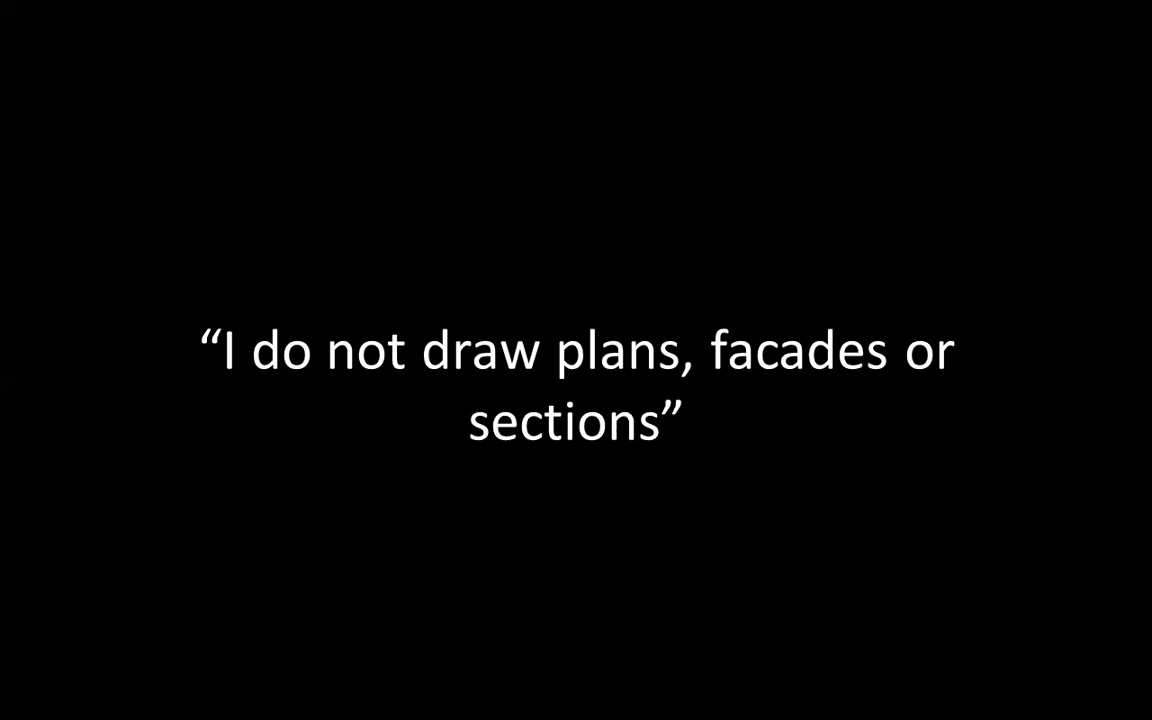 “I do not draw plans, facades or
sections”